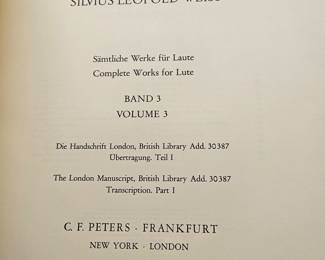 SILVIUS LEOPOLD WEISS
Sämtliche Werke für Laute
Complete Works for Lute
BAND 3
VOLUME 3
Die Handschrift London, British Library Add. 30387
Übertragung. Teil I
The London Manuscript, British Library Add. 30387
Transcription. Part I
C. F. PETERS · FRANKFURT
NEW YORK · LONDON